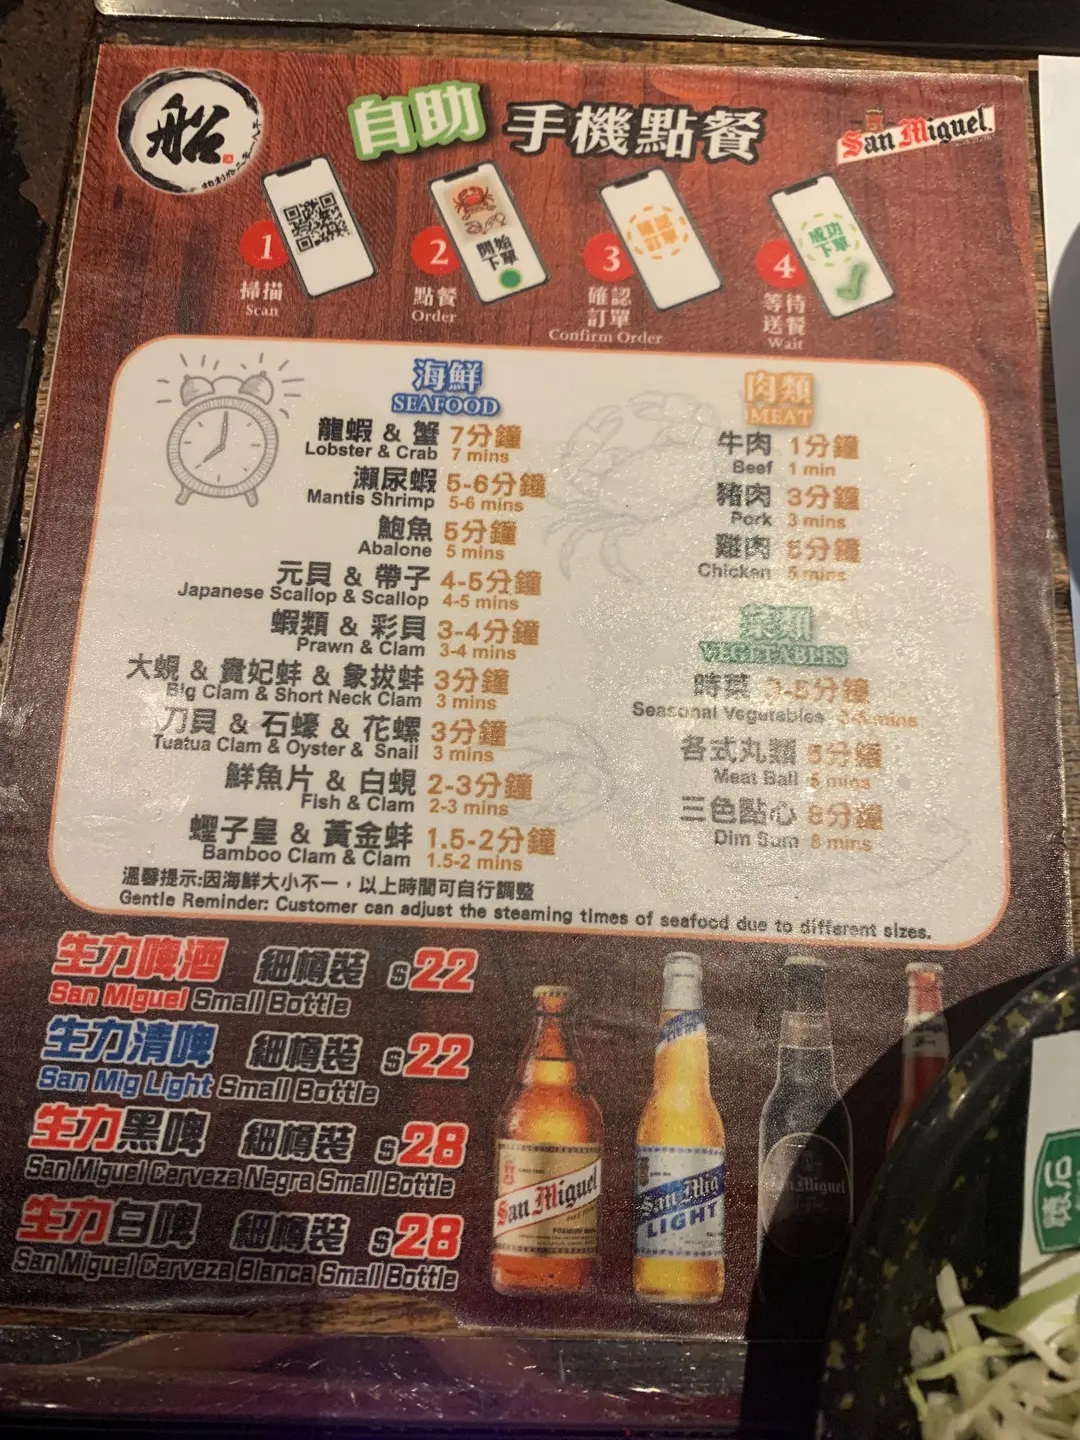 船
自助 手機點餐
San Miguel.
1
掃描
Scan
2
開始
下單
點餐
Order
3
確認
訂單
確認
訂單
Confirm Order
4
成功
下單
等待
送餐
Wait
海鮮
SEAFOOD
龍蝦 & 蟹 7分鐘
Lobster & Crab 7 mins
瀨尿蝦 5-6分鐘
Mantis Shrimp 5-6 mins
鮑魚 5分鐘
Abalone 5 mins
元貝 & 帶子 4-5分鐘
Japanese Scallop & Scallop 4-5 mins
蝦類 & 彩貝 3-4分鐘
Prawn & Clam 3-4 mins
大蜆 & 貴妃蚌 & 象拔蚌 3分鐘
Big Clam & Short Neck Clam 3 mins
刀貝 & 石蠔 & 花螺 3分鐘
Tuatua Clam & Oyster & Snail 3 mins
鮮魚片 & 白蜆 2-3分鐘
Fish & Clam 2-3 mins
蟶子皇 & 黃金蚌 1.5-2分鐘
Bamboo Clam & Clam 1.5-2 mins
肉類
MEAT
牛肉 1分鐘
Beef 1 min
豬肉 3分鐘
Pork 3 mins
雞肉 5分鐘
Chicken 5 mins
菜類
VEGETABLES
時菜 3-5分鐘
Seasonal Vegetables 3-5 mins
各式丸類 5分鐘
Meat Ball 5 mins
三色點心 8分鐘
Dim Sum 8 mins
溫馨提示:因海鮮大小不一，以上時間可自行調整
Gentle Reminder: Customer can adjust the steaming times of seafood due to different sizes.
生力啤酒 細樽裝 $22
San Miguel Small Bottle
生力清啤 細樽裝 $22
San Mig Light Small Bottle
生力黑啤 細樽裝 $28
San Miguel Cerveza Negra Small Bottle
生力白啤 細樽裝 $28
San Miguel Cerveza Blanca Small Bottle
San Miguel
San Mig
LIGHT
San Miguel